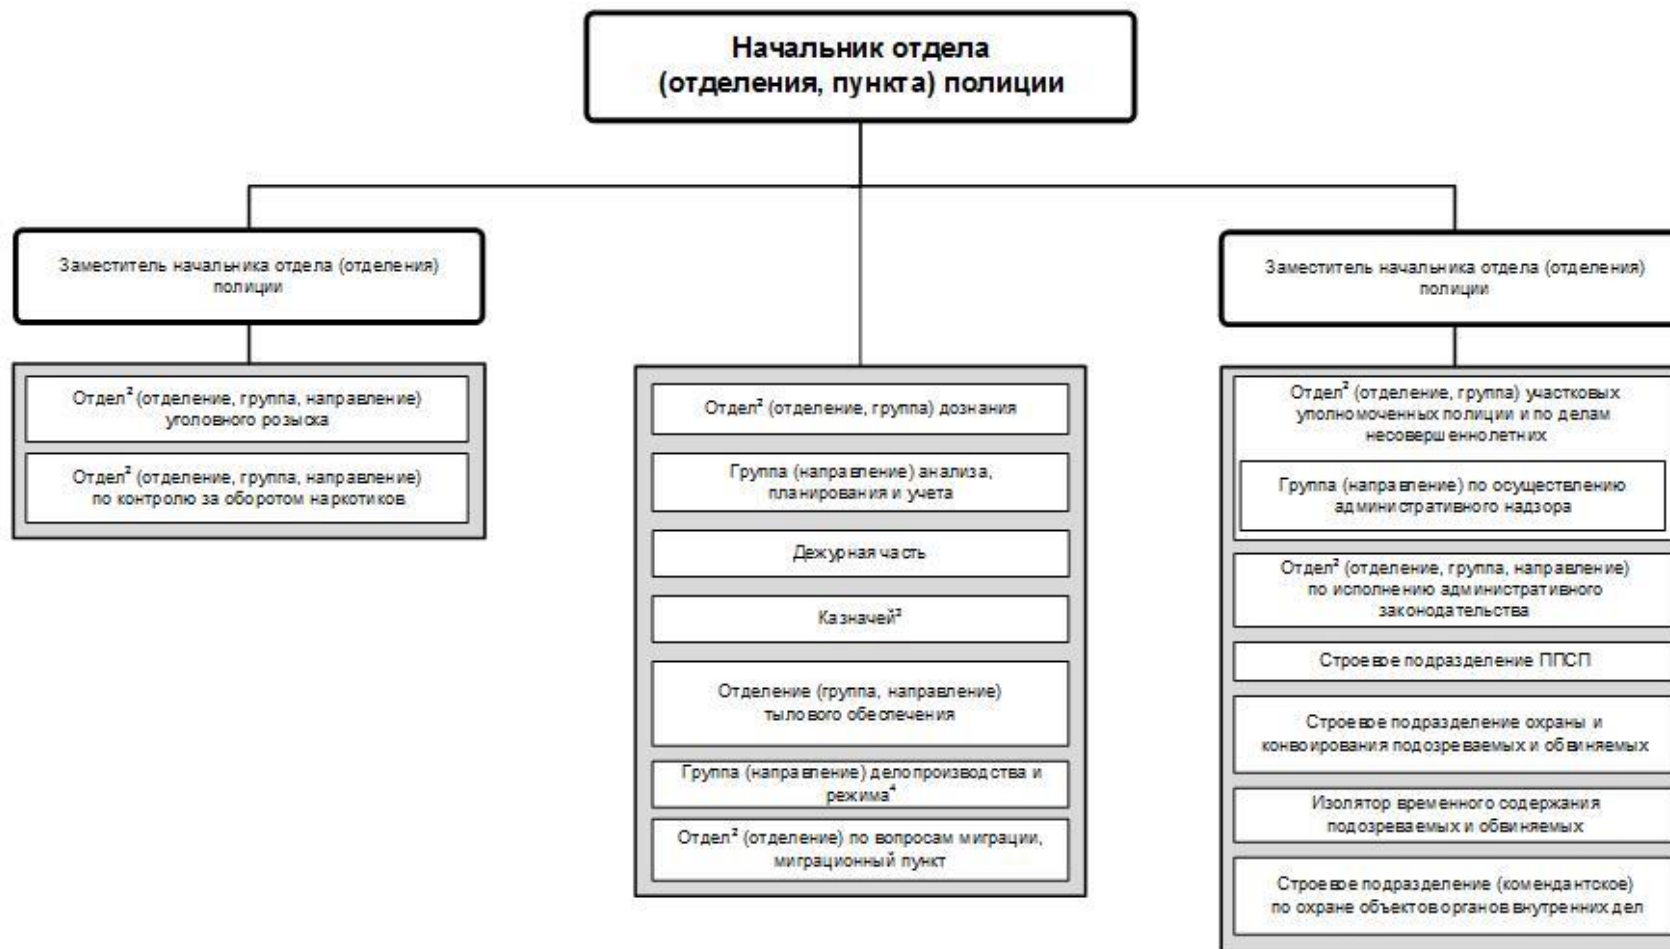 Начальник отдела
(отделения, пункта) полиции
Заместитель начальника отдела (отделения)
полиции
Отдел² (отделение, группа, направление)
уголовного розыска
Отдел² (отделение, группа, направление)
по контролю за оборотом наркотиков
Отдел² (отделение, группа) дознания
Группа (направление) анализа,
планирования и учета
Дежурная часть
Казначей³
Отделение (группа, направление)
тылового обеспечения
Группа (направление) делопроизводства и
режима⁴
Отдел² (отделение) по вопросам миграции,
миграционный пункт
Заместитель начальника отдела (отделения)
полиции
Отдел² (отделение, группа) участковых
уполномоченных полиции и по делам
несовершеннолетних
Группа (направление) по осуществлению
административного надзора
Отдел² (отделение, группа, направление)
по исполнению административного
законодательства
Строевое подразделение ППСП
Строевое подразделение охраны и
конвоирования подозреваемых и обвиняемых
Изолятор временного содержания
подозреваемых и обвиняемых
Строевое подразделение (комендантское)
по охране объектов органов внутренних дел